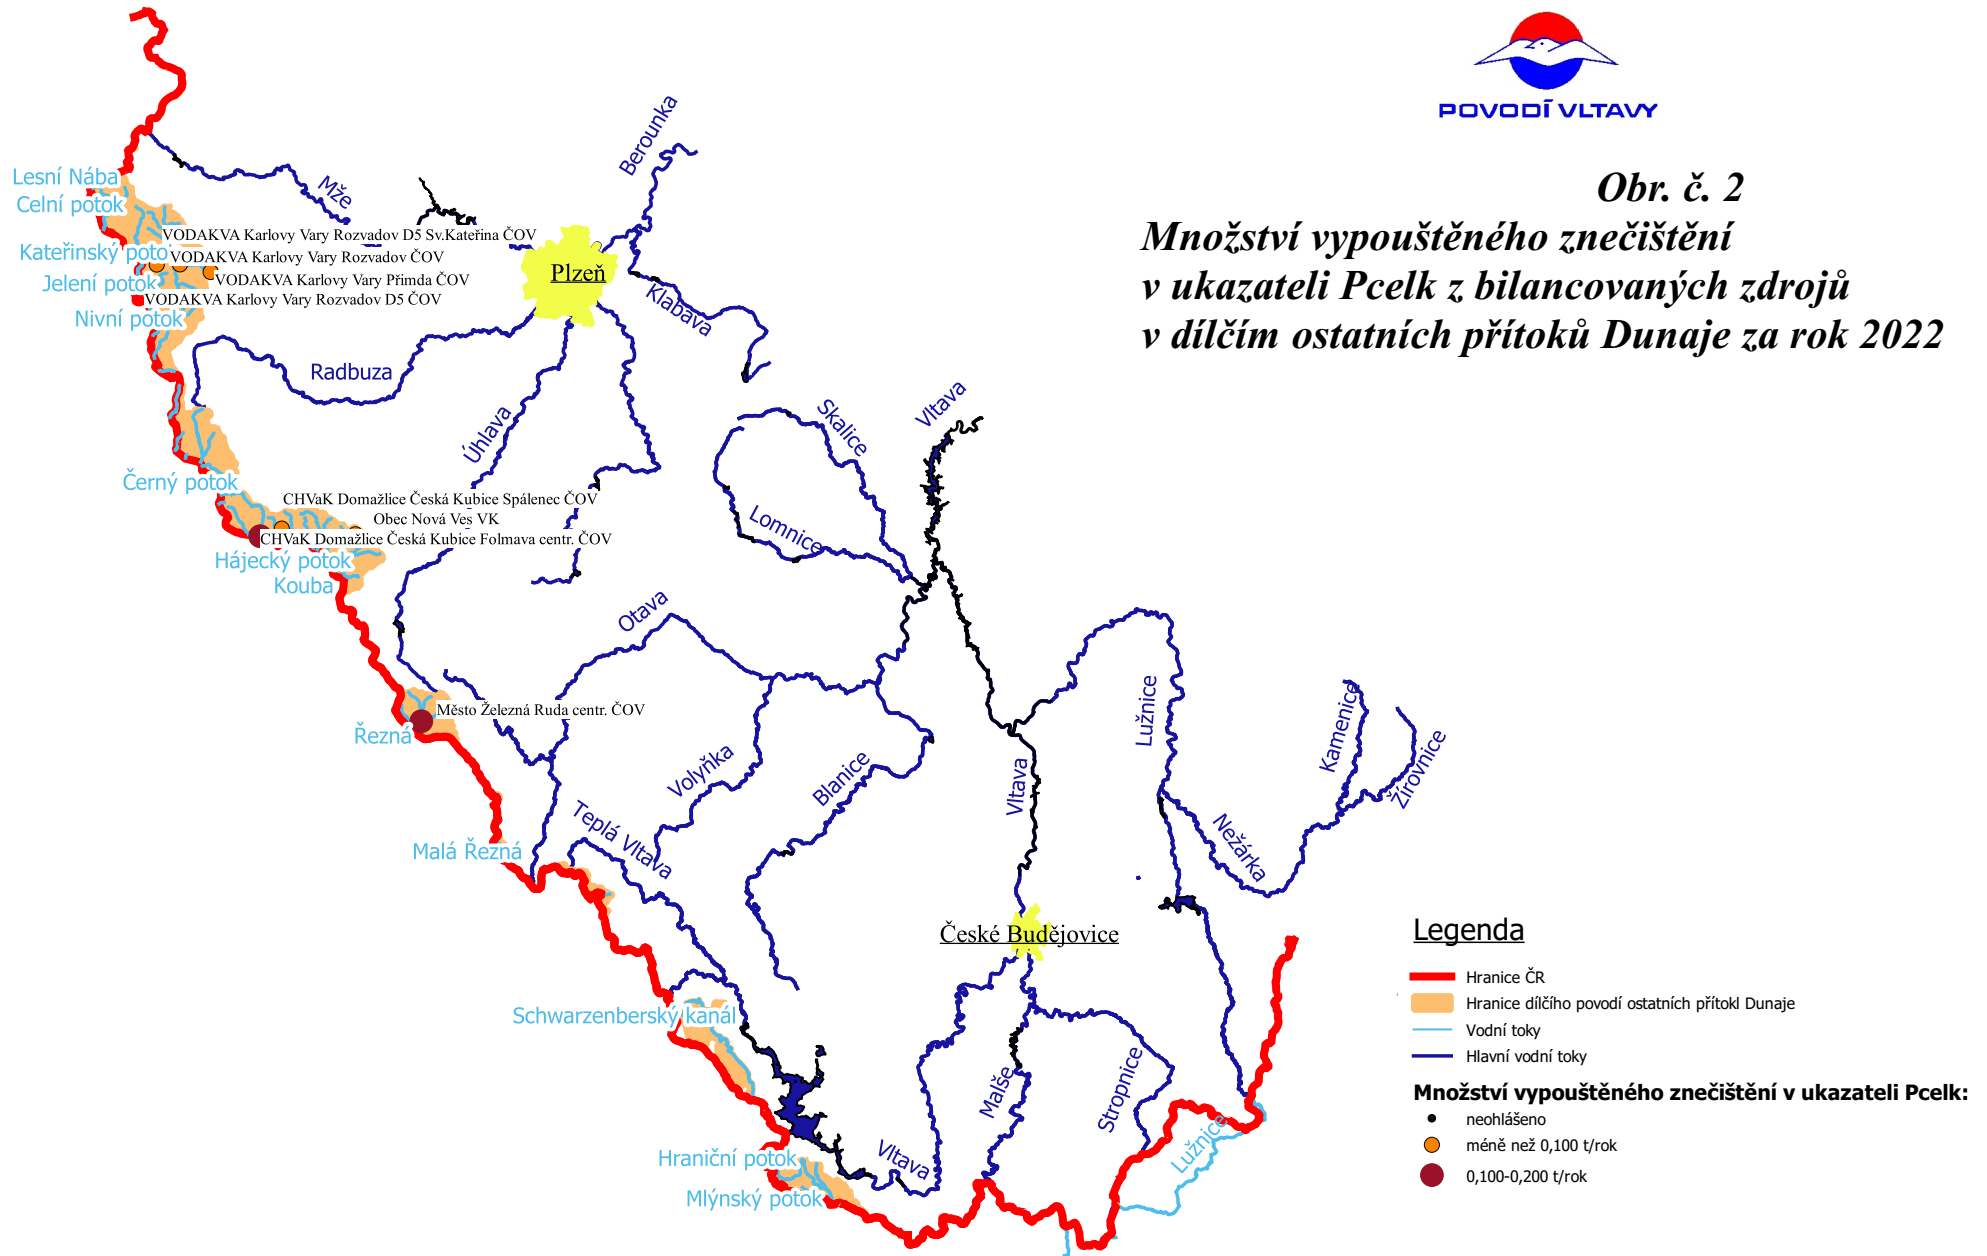 POVODÍ VLTAVY
Obr. č. 2
Množství vypouštěného znečištění
v ukazateli Pcelk z bilancovaných zdrojů
v dílčím ostatních přítoků Dunaje za rok 2022
Berounka
Mže
Lesní Nába
Celní potok
VODAKVA Karlovy Vary Rozvadov D5 Sv.Kateřina ČOV
Kateřinský poto
VODAKVA Karlovy Vary Rozvadov ČOV
Plzeň
Jelení potok
VODAKVA Karlovy Vary Přimda ČOV
VODAKVA Karlovy Vary Rozvadov D5 ČOV
Nivní potok
Klabava
Radbuza
Úhlava
Skalice
Vltava
Černý potok
CHVaK Domažlice Česká Kubice Spálenec ČOV
Obec Nová Ves VK
CHVaK Domažlice Česká Kubice Folmava centr. ČOV
Lomnice
Hájecký potok
Kouba
Otava
Město Železná Ruda centr. ČOV
Řezná
Lužnice
Kamenice
Žirovnice
Volyňka
Blanice
Vltava
Teplá Vltava
Malá Řezná
Nežárka
České Budějovice
Schwarzenberský kanál
Malše
Stropnice
Lužnice
Vltava
Hraniční potok
Mlýnský potok
Legenda
Hranice ČR
Hranice dílčího povodí ostatních přítokl Dunaje
Vodní toky
Hlavní vodní toky
Množství vypouštěného znečištění v ukazateli Pcelk:
neohlášeno
méně než 0,100 t/rok
0,100-0,200 t/rok